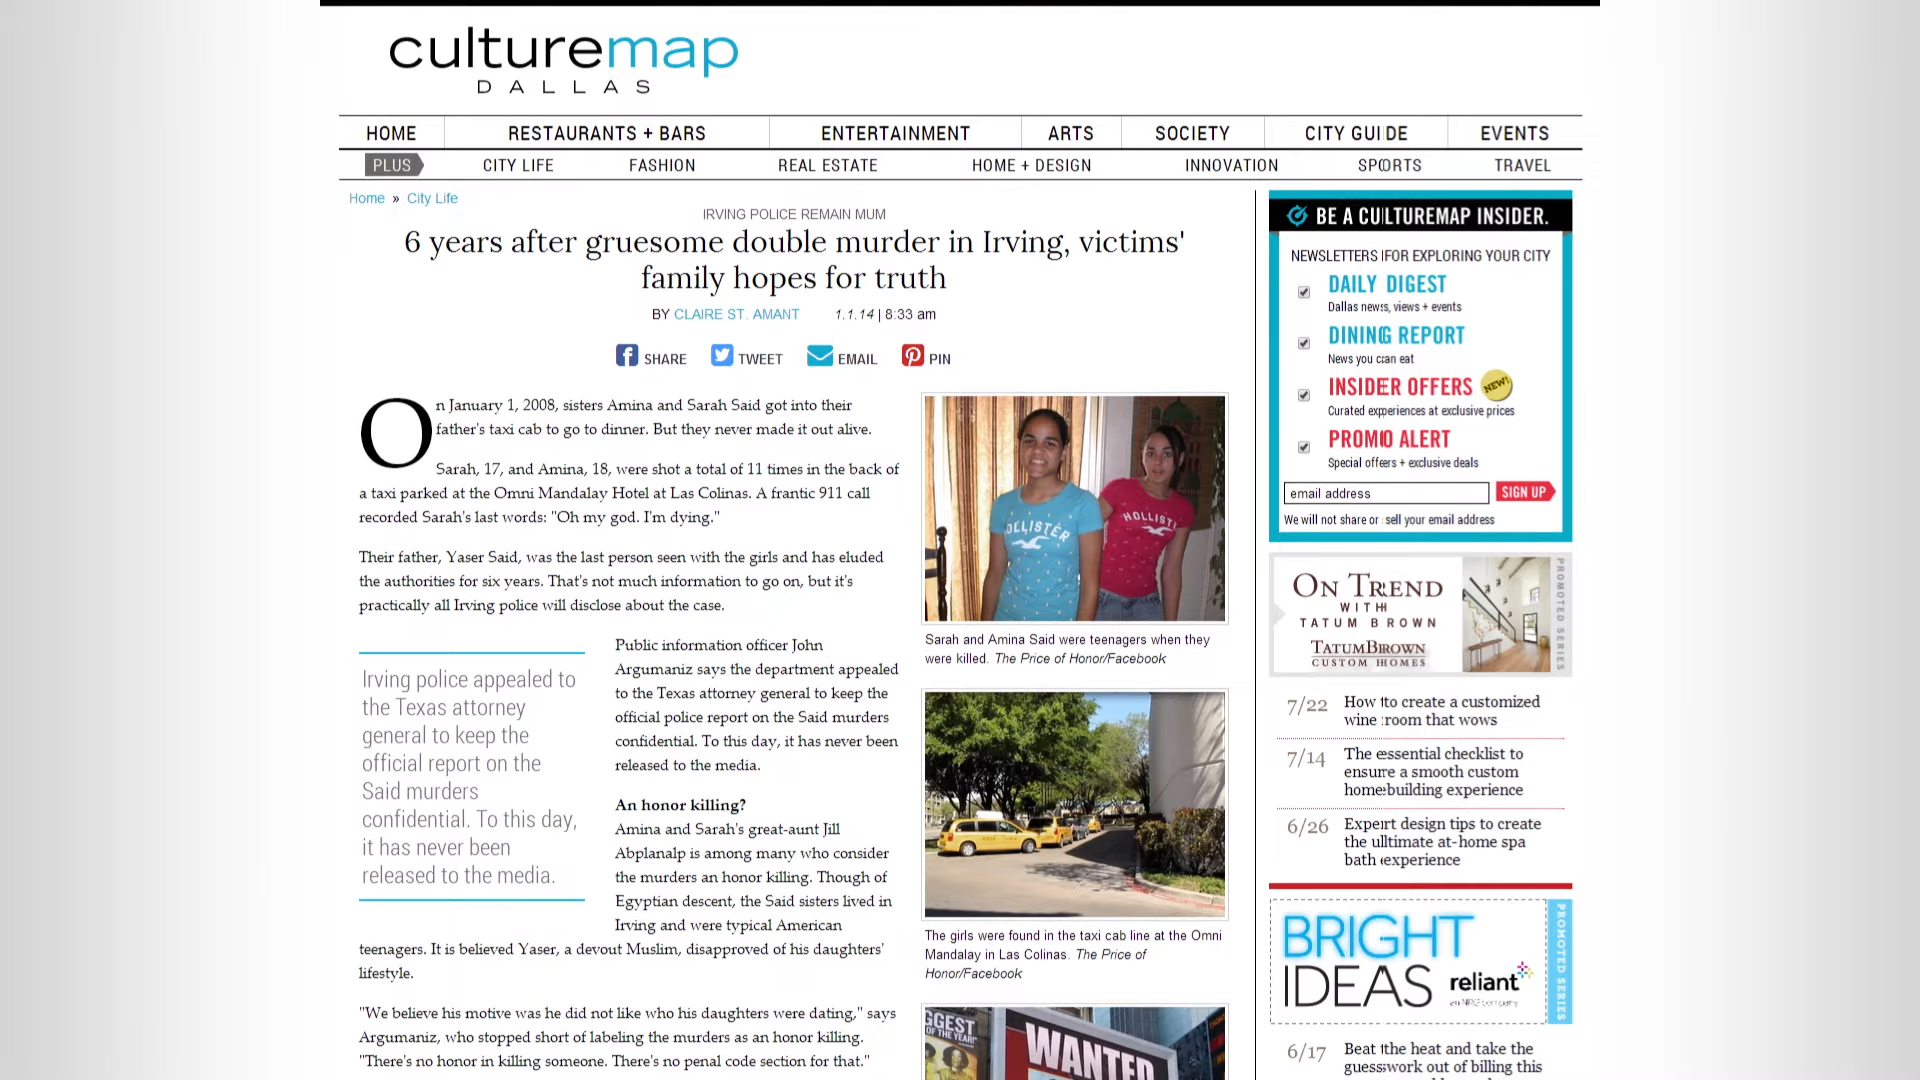 culturemap
DALLAS
HOME
RESTAURANTS + BARS
ENTERTAINMENT
ARTS
SOCIETY
CITY GUIDE
EVENTS
PLUS
CITY LIFE
FASHION
REAL ESTATE
HOME + DESIGN
INNOVATION
SPORTS
TRAVEL
Home » City Life
IRVING POLICE REMAIN MUM
6 years after gruesome double murder in Irving, victims'
family hopes for truth
BY CLAIRE ST. AMANT 1.1.14 | 8:33 am
SHARE
TWEET
EMAIL
PIN
On January 1, 2008, sisters Amina and Sarah Said got into their
father's taxi cab to go to dinner. But they never made it out alive.
Sarah, 17, and Amina, 18, were shot a total of 11 times in the back of
a taxi parked at the Omni Mandalay Hotel at Las Colinas. A frantic 911 call
recorded Sarah's last words: "Oh my god. I'm dying."
Their father, Yaser Said, was the last person seen with the girls and has eluded
the authorities for six years. That's not much information to go on, but it's
practically all Irving police will disclose about the case.
Irving police appealed to
the Texas attorney
general to keep the
official report on the
Said murders
confidential. To this day,
it has never been
released to the media.
Public information officer John
Argumaniz says the department appealed
to the Texas attorney general to keep the
official police report on the Said murders
confidential. To this day, it has never been
released to the media.
An honor killing?
Amina and Sarah's great-aunt Jill
Abplanalp is among many who consider
the murders an honor killing. Though of
Egyptian descent, the Said sisters lived in
Irving and were typical American
teenagers. It is believed Yaser, a devout Muslim, disapproved of his daughters'
lifestyle.
"We believe his motive was he did not like who his daughters were dating," says
Argumaniz, who stopped short of labeling the murders as an honor killing.
"There's no honor in killing someone. There's no penal code section for that."
HOLLISTER
Sarah and Amina Said were teenagers when they
were killed. The Price of Honor/Facebook
The girls were found in the taxi cab line at the Omni
Mandalay in Las Colinas. The Price of
Honor/Facebook
GGEST
OF THE YEAR!"
WANTED
BE A CULTUREMAP INSIDER.
NEWSLETTERS FOR EXPLORING YOUR CITY
DAILY DIGEST
Dallas news, views + events
DINING REPORT
News you can eat
INSIDER OFFERS NEW!
Curated experiences at exclusive prices
PROMO ALERT
Special offers + exclusive deals
email address
SIGN UP
We will not share or sell your email address
ON TREND
WITH
TATUM BROWN
TATUMBROWN
CUSTOM HOMES
PROMOTED SERIES
7/22 How to create a customized
wine room that wows
7/14 The essential checklist to
ensure a smooth custom
homebuilding experience
6/26 Expert design tips to create
the ultimate at-home spa
bath experience
BRIGHT
IDEAS
reliant
an NRG company
PROMOTED SERIES
6/17 Beat the heat and take the
guesswork out of billing this